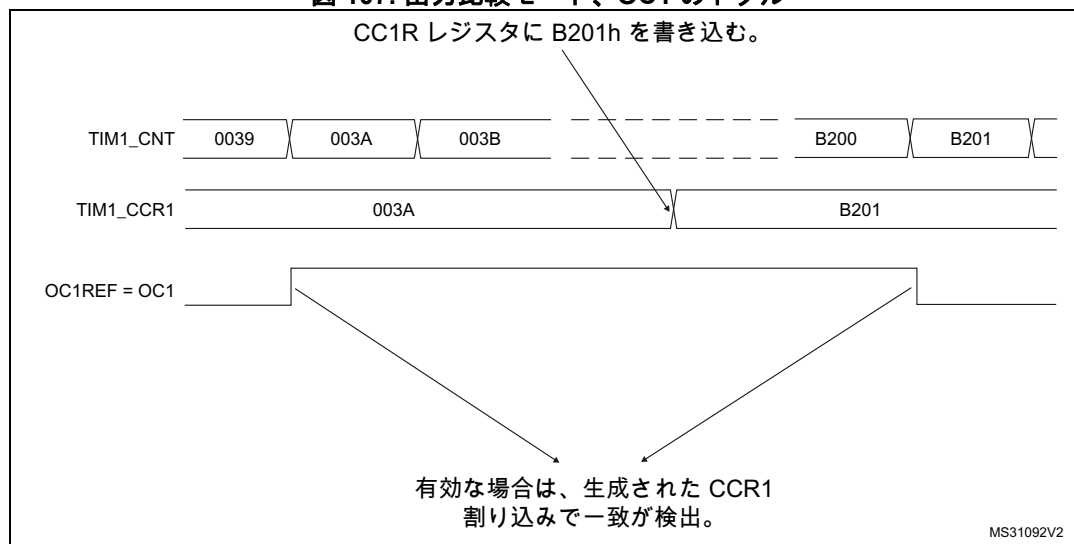 CC1R レジスタに B201h を書き込む。
TIM1_CNT 0039 003A 003B B200 B201
TIM1_CCR1 003A B201
OC1REF = OC1
有効な場合は、生成された CCR1
割り込みで一致が検出。
MS31092V2